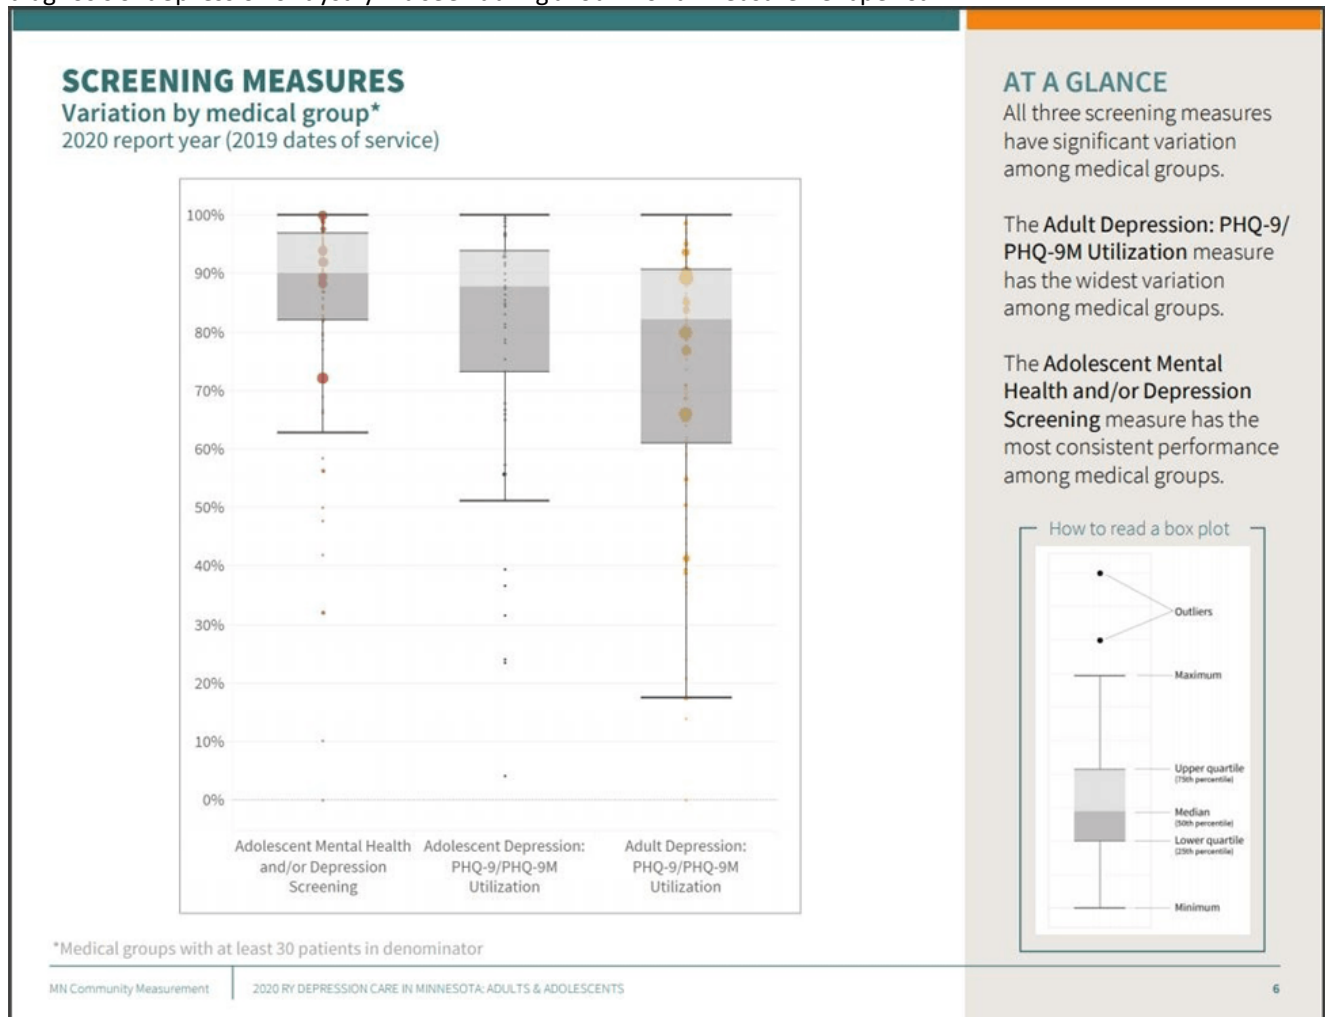 SCREENING MEASURES
Variation by medical group*
2020 report year (2019 dates of service)
100%
90%
80%
70%
60%
50%
40%
30%
20%
10%
0%
Adolescent Mental Health
and/or Depression
Screening
Adolescent Depression:
PHQ-9/PHQ-9M
Utilization
Adult Depression:
PHQ-9/PHQ-9M
Utilization
*Medical groups with at least 30 patients in denominator
AT A GLANCE
All three screening measures
have significant variation
among medical groups.
The Adult Depression: PHQ-9/
PHQ-9M Utilization measure
has the widest variation
among medical groups.
The Adolescent Mental
Health and/or Depression
Screening measure has the
most consistent performance
among medical groups.
How to read a box plot
Outliers
Maximum
Upper quartile
(75th percentile)
Median
(50th percentile)
Lower quartile
(25th percentile)
Minimum
MN Community Measurement
2020 RY DEPRESSION CARE IN MINNESOTA: ADULTS & ADOLESCENTS
6